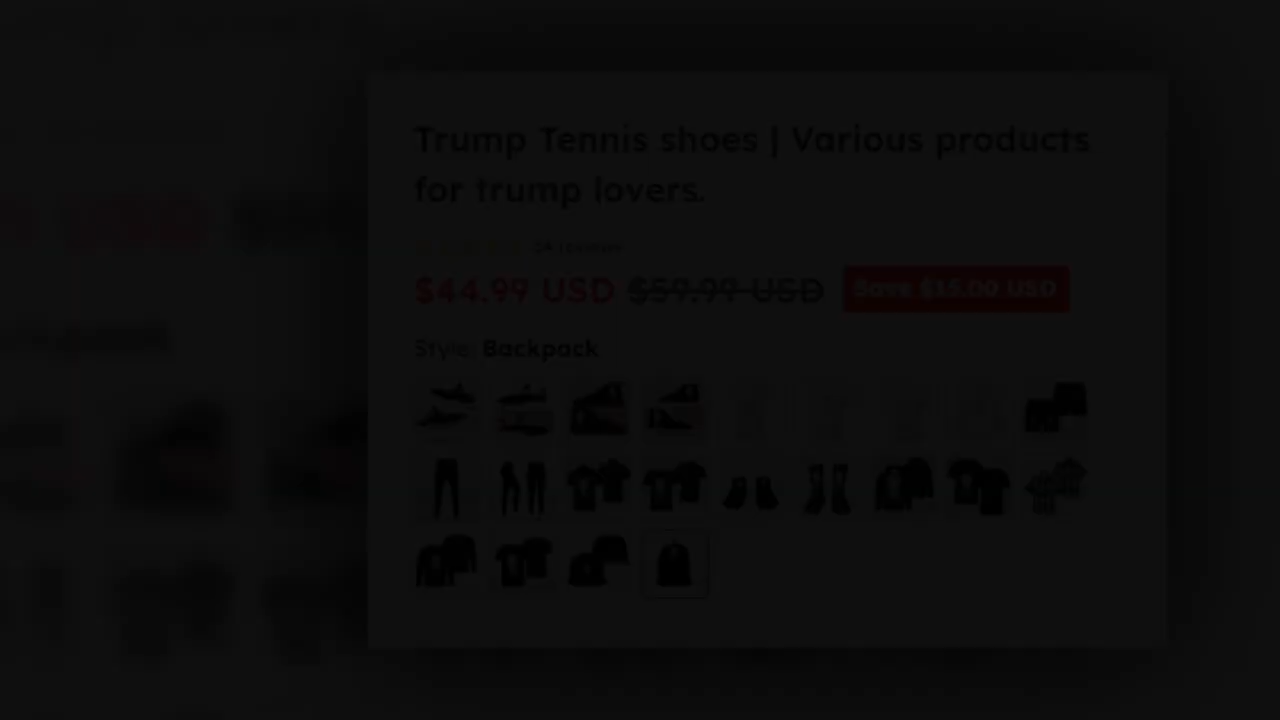 Trump Tennis shoes | Various products
for trump lovers.
$44.99 USD $59.99 USD Save $15.00 USD
Style: Backpack
USD